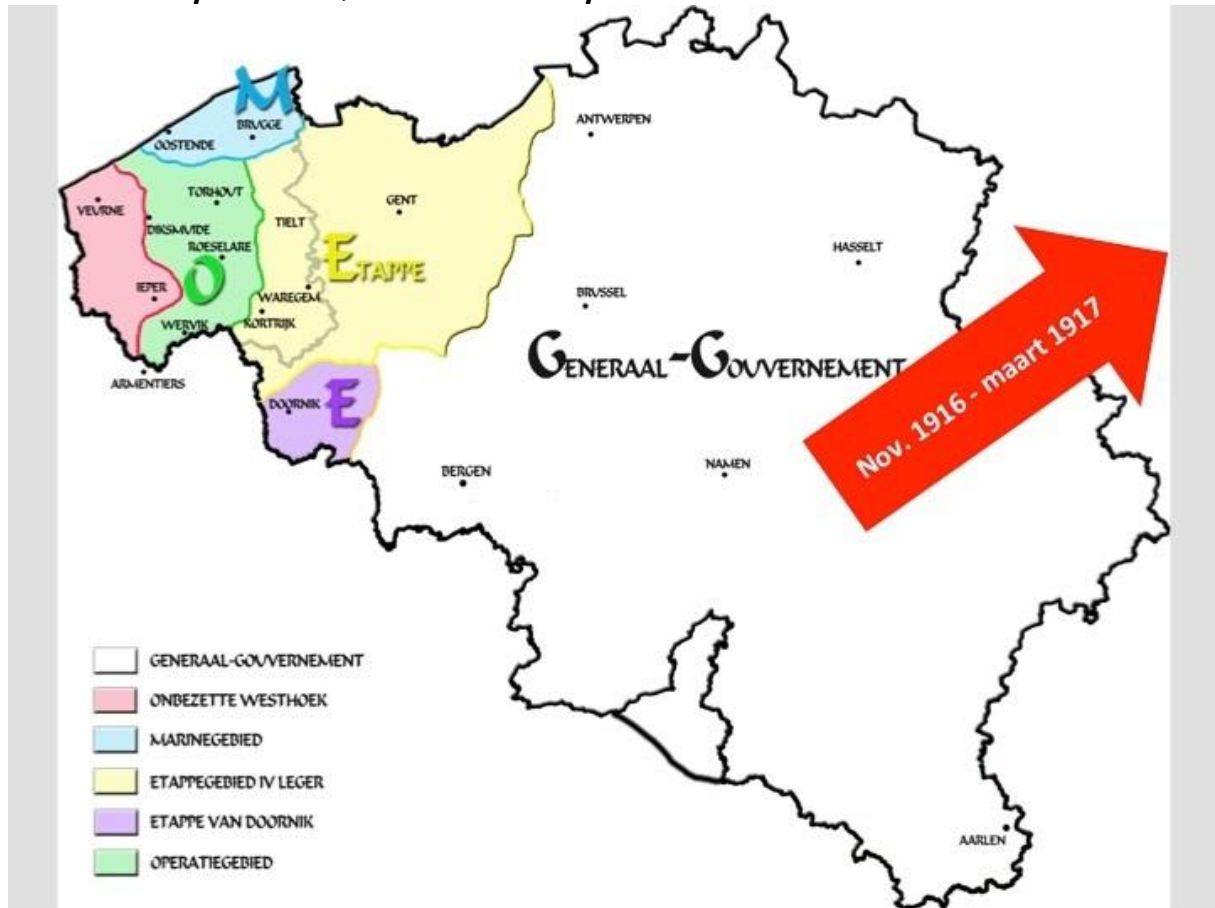 M
BRUGGE
OOSTENDE
ANTWERPEN
TORHOUT
VEURNE
GENT
TIELT
DIKSMUIDE
ROESELARE
HASSELT
ETAPPE
O
IEPER
WAREGEM
BRUSSEL
WERVIK
KORTRIJK
GENERAAL-GOUVERNEMENT
Nov. 1916 - maart 1917
ARMENTIERS
DOORNIK
E
BERGEN
NAMEN
GENERAAL-GOUVERNEMENT
ONBEZETTE WESTHOEK
MARINEGEBIED
ETAPPEGEBIED IV LEGER
ETAPPE VAN DOORNIK
OPERATIEGEBIED
AARLEN